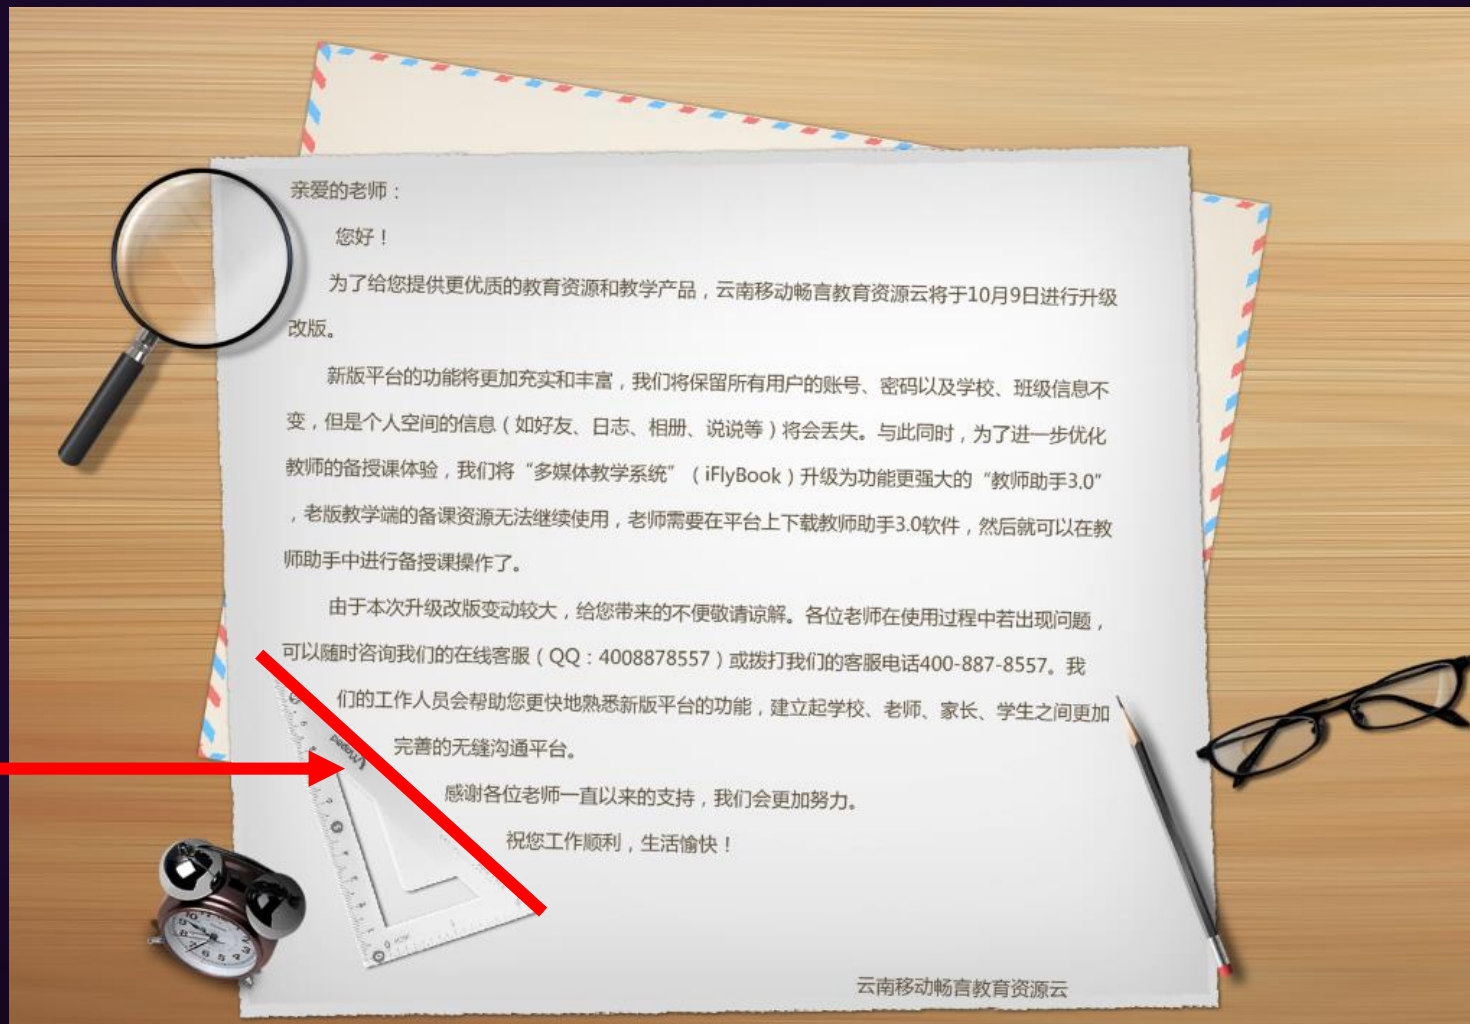 亲爱的老师：
您好！
为了给您提供更优质的教育资源和教学产品，云南移动畅言教育资源云将于10月9日进行升级
改版。
新版平台的功能将更加充实和丰富，我们将保留所有用户的账号、密码以及学校、班级信息不
变，但是个人空间的信息（如好友、日志、相册、说说等）将会丢失。与此同时，为了进一步优化
教师的备授课体验，我们将“多媒体教学系统”（iFlyBook）升级为功能更强大的“教师助手3.0”
，老版教学端的备课资源无法继续使用，老师需要在平台上下载教师助手3.0软件，然后就可以在教
师助手中进行备授课操作了。
由于本次升级改版变动较大，给您带来的不便敬请谅解。各位老师在使用过程中若出现问题，
可以随时咨询我们的在线客服（QQ：4008878557）或拨打我们的客服电话400-887-8557。我
们的工作人员会帮助您更快地熟悉新版平台的功能，建立起学校、老师、家长、学生之间更加
完善的无缝沟通平台。
感谢各位老师一直以来的支持，我们会更加努力。
祝您工作顺利，生活愉快！
云南移动畅言教育资源云